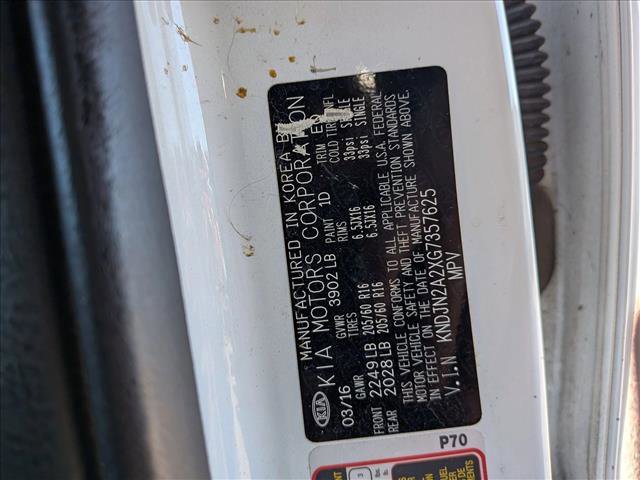 MANUFACTURED IN KOREA BY
KIA KIA MOTORS CORPORATION
03/16 GVWR 3902LB PAINT 1D TRIM EQ
GAWR TIRES RIMS COLD TIRE INFL
FRONT 2249LB 205/60 R16 6.5JX16 33psi SINGLE
REAR 2028LB 205/60 R16 6.5JX16 33psi SINGLE
THIS VEHICLE CONFORMS TO ALL APPLICABLE U.S.A. FEDERAL
MOTOR VEHICLE SAFETY AND THEFT PREVENTION STANDARDS
IN EFFECT ON THE DATE OF MANUFACTURE SHOWN ABOVE.
V.I.N KNDJN2A2XG7357625
MPV
P70